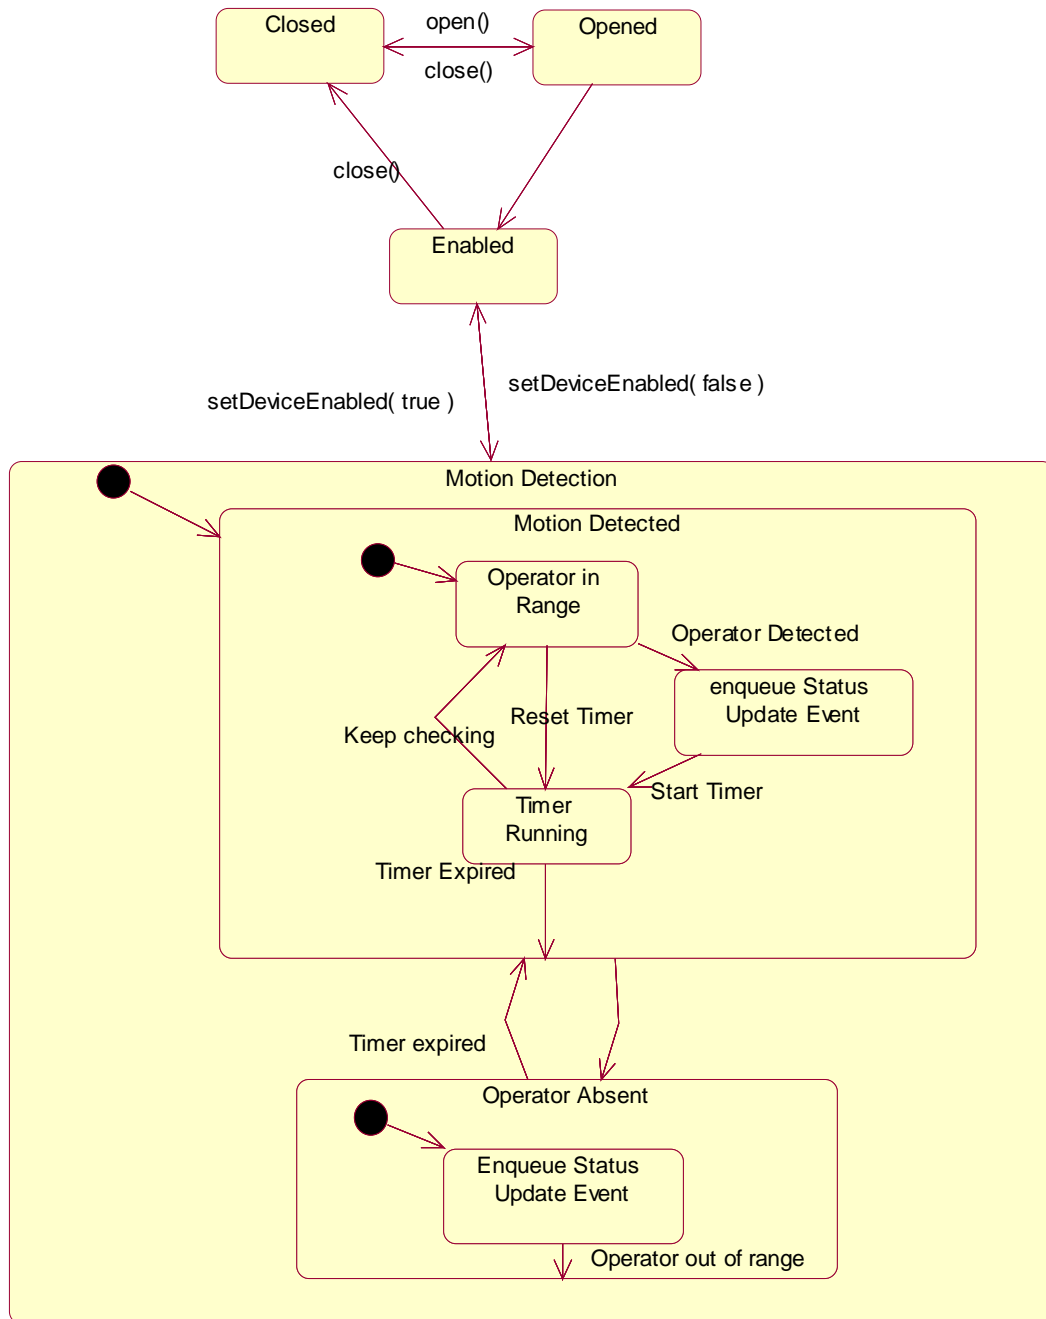 Closed
open()
Opened
close()
close()
Enabled
setDeviceEnabled( false )
setDeviceEnabled( true )
Motion Detection
Motion Detected
Operator in
Range
Operator Detected
enqueue Status
Update Event
Reset Timer
Keep checking
Start Timer
Timer
Running
Timer Expired
Timer expired
Operator Absent
Enqueue Status
Update Event
Operator out of range